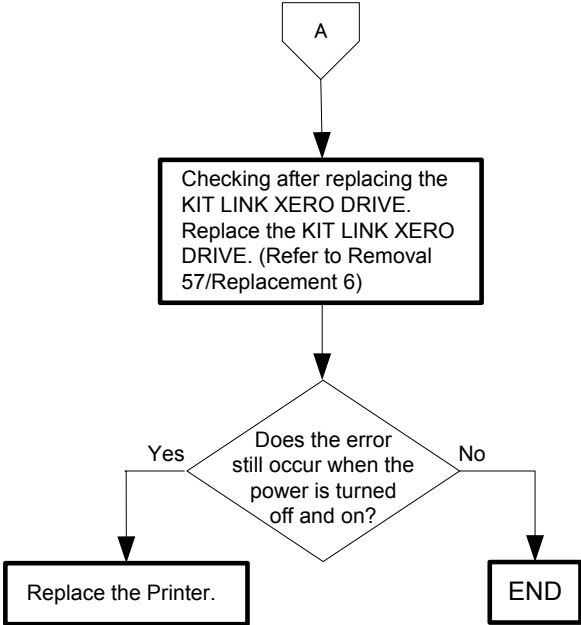 A
Checking after replacing the
KIT LINK XERO DRIVE.
Replace the KIT LINK XERO
DRIVE. (Refer to Removal
57/Replacement 6)
Does the error
still occur when the
power is turned
off and on?
Yes
No
Replace the Printer.
END